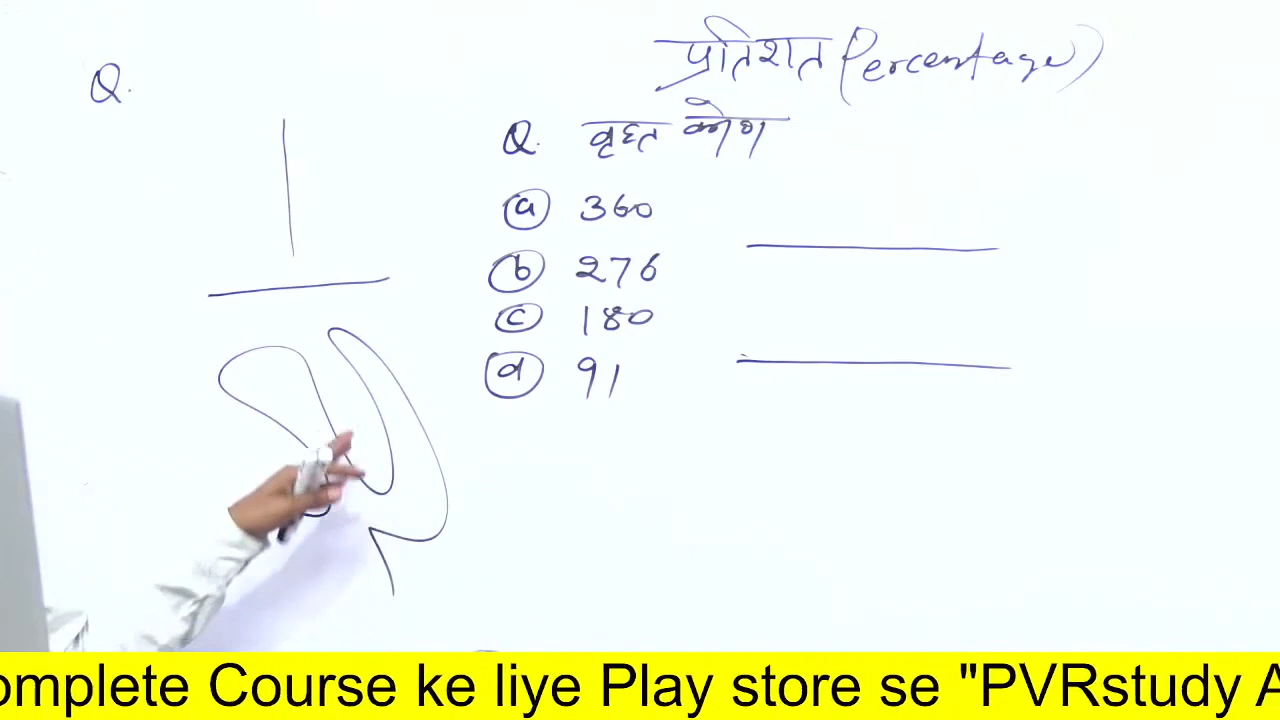 प्रतिशत (Percentage)
Q.
Q. वृहत कोण
(a) 360
(b) 276
(c) 180
(d) 91
omplete Course ke liye Play store se "PVRstudy A